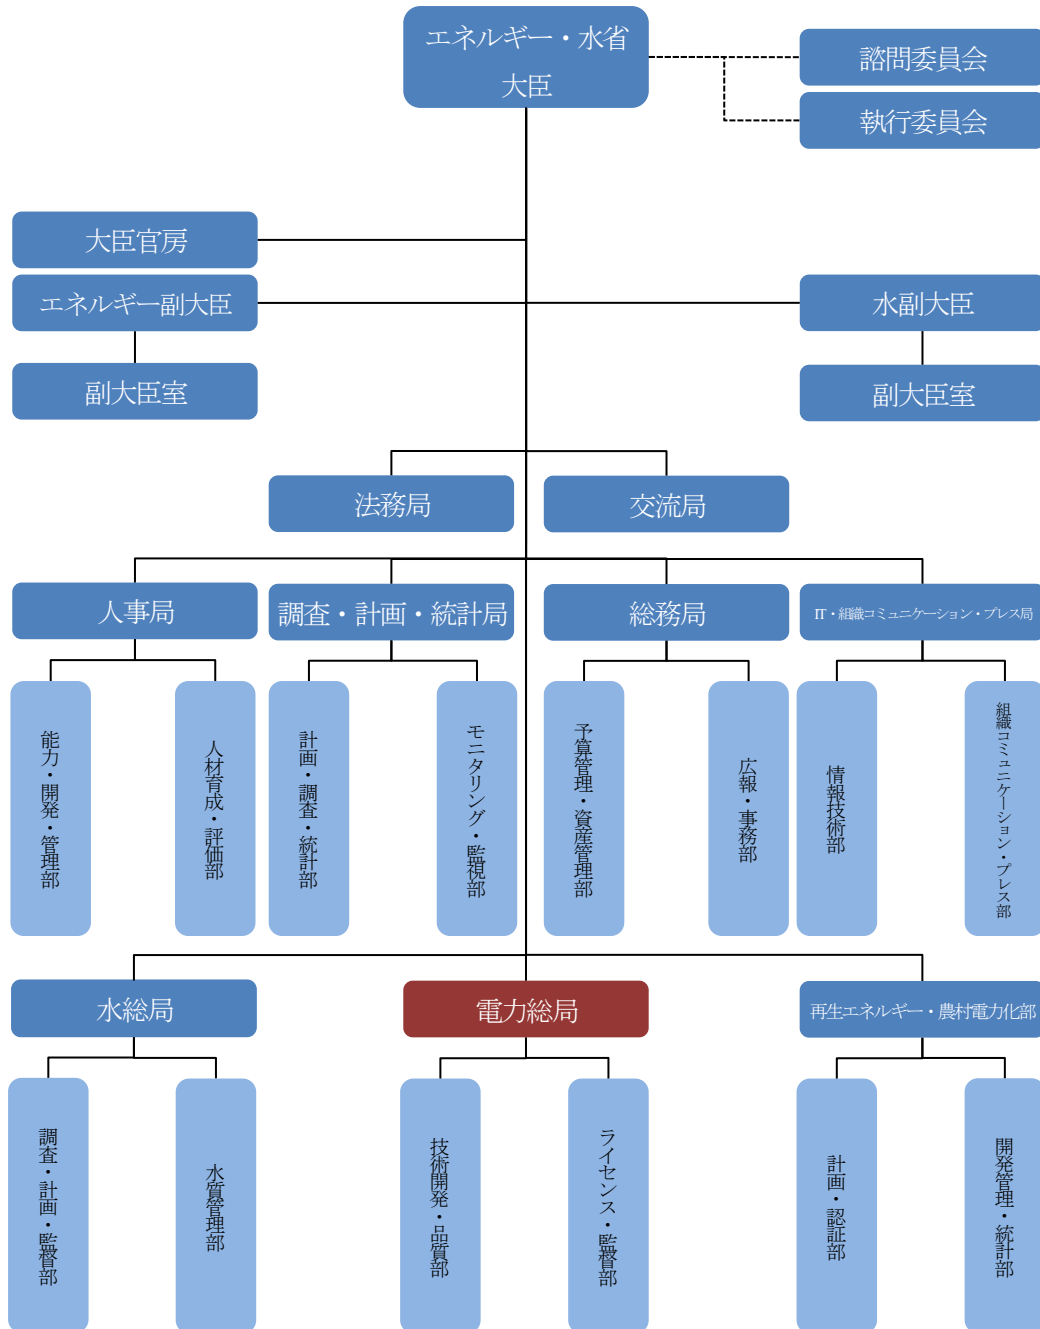 エネルギー・水省
大臣
諮問委員会
執行委員会
大臣官房
エネルギー副大臣
水副大臣
副大臣室
副大臣室
法務局
交流局
人事局
調査・計画・統計局
総務局
IT・組織コミュニケーション・プレス局
能力・開発・管理部
人材育成・評価部
計画・調査・統計部
モニタリング・監視部
予算管理・資産管理部
広報・事務部
情報技術部
組織コミュニケーション・プレス部
水総局
電力総局
再生エネルギー・農村電力化部
調査・計画・監督部
水質管理部
技術開発・品質部
ライセンス・監督部
計画・認証部
開発管理・統計部